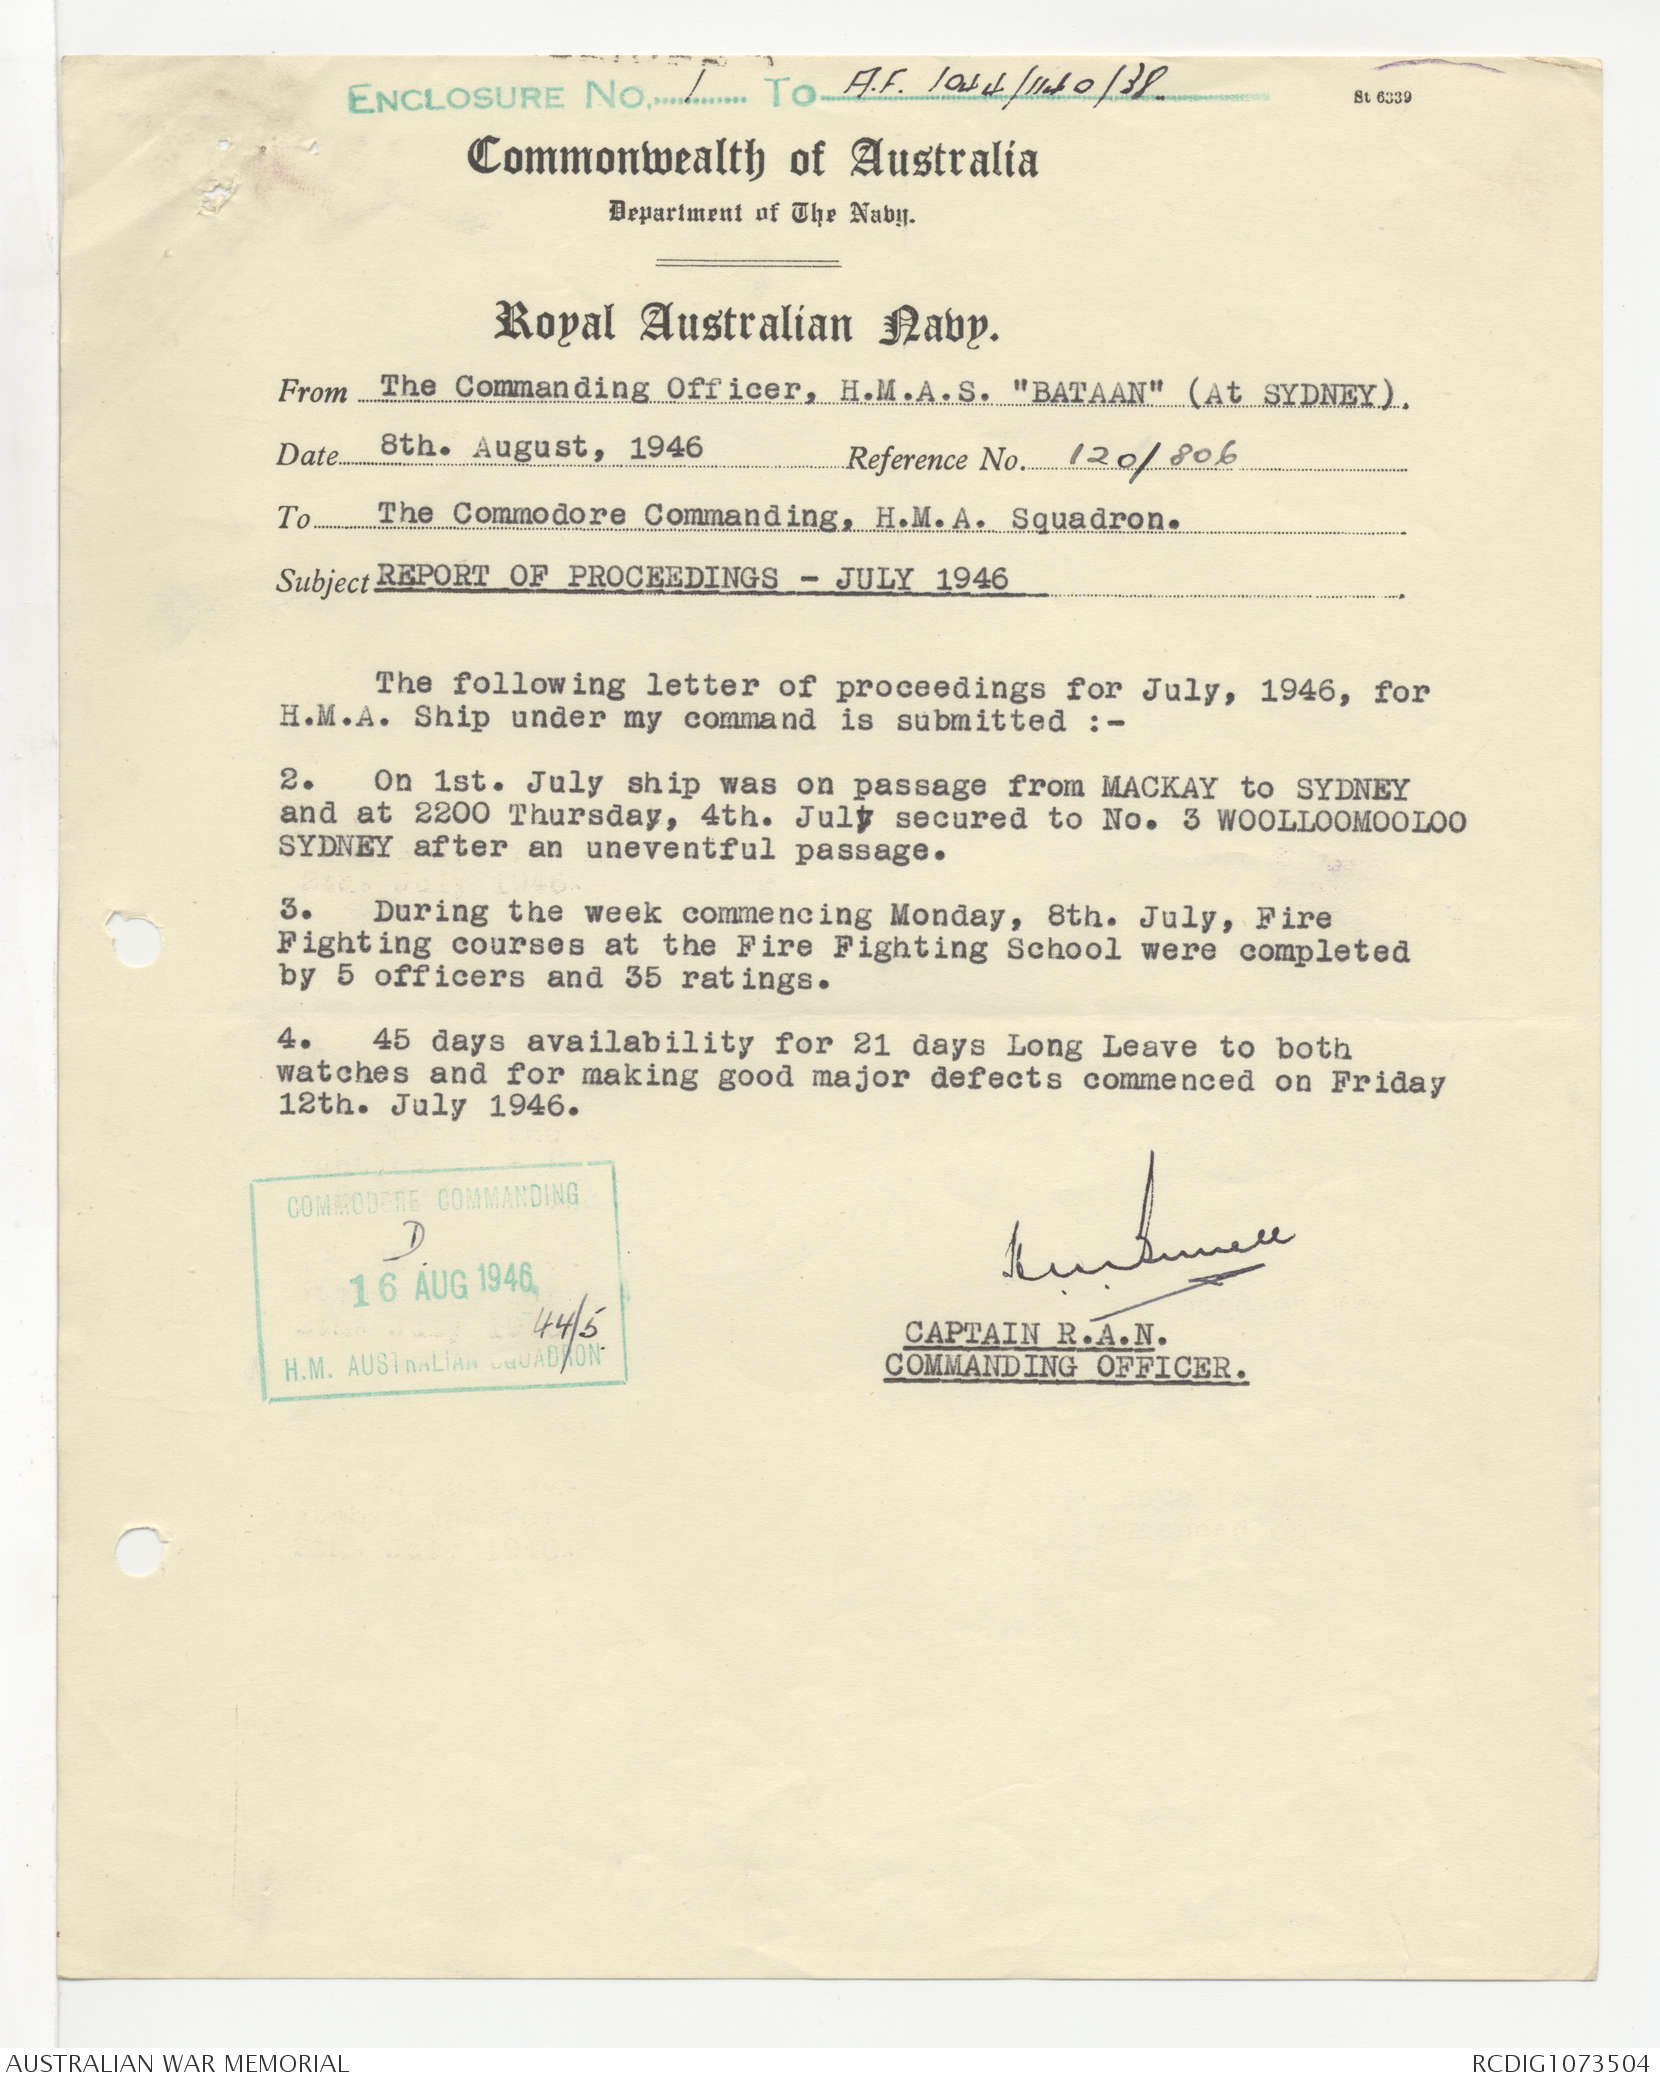 ENCLOSURE NO. 1 TO A.F. 1044/1140/38.
St 6339
Commonwealth of Australia
Department of The Navy.
Royal Australian Navy.
From The Commanding Officer, H.M.A.S. "BATAAN" (At SYDNEY).
Date 8th. August, 1946 Reference No. 120/806
To The Commodore Commanding, H.M.A. Squadron.
Subject REPORT OF PROCEEDINGS - JULY 1946
The following letter of proceedings for July, 1946, for
H.M.A. Ship under my command is submitted :-
2. On 1st. July ship was on passage from MACKAY to SYDNEY
and at 2200 Thursday, 4th. July secured to No. 3 WOOLLOOMOOLOO
SYDNEY after an uneventful passage.
3. During the week commencing Monday, 8th. July, Fire
Fighting courses at the Fire Fighting School were completed
by 5 officers and 35 ratings.
4. 45 days availability for 21 days Long Leave to both
watches and for making good major defects commenced on Friday
12th. July 1946.
COMMODORE COMMANDING
D.
16 AUG 1946
44/5
H.M. AUSTRALIAN SQUADRON
CAPTAIN R.A.N.
COMMANDING OFFICER.
AUSTRALIAN WAR MEMORIAL
RCDIG1073504